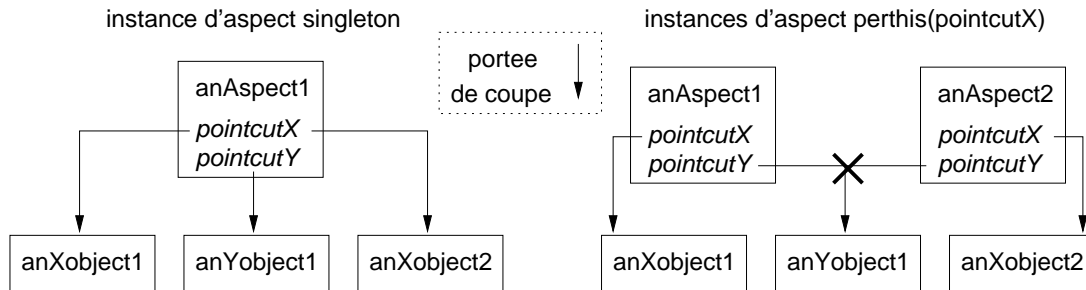 instance d'aspect singleton
instances d'aspect perthis(pointcutX)
portee
de coupe
anAspect1
pointcutX
pointcutY
anAspect1
pointcutX
pointcutY
anAspect2
pointcutX
pointcutY
anXobject1
anYobject1
anXobject2
anXobject1
anYobject1
anXobject2